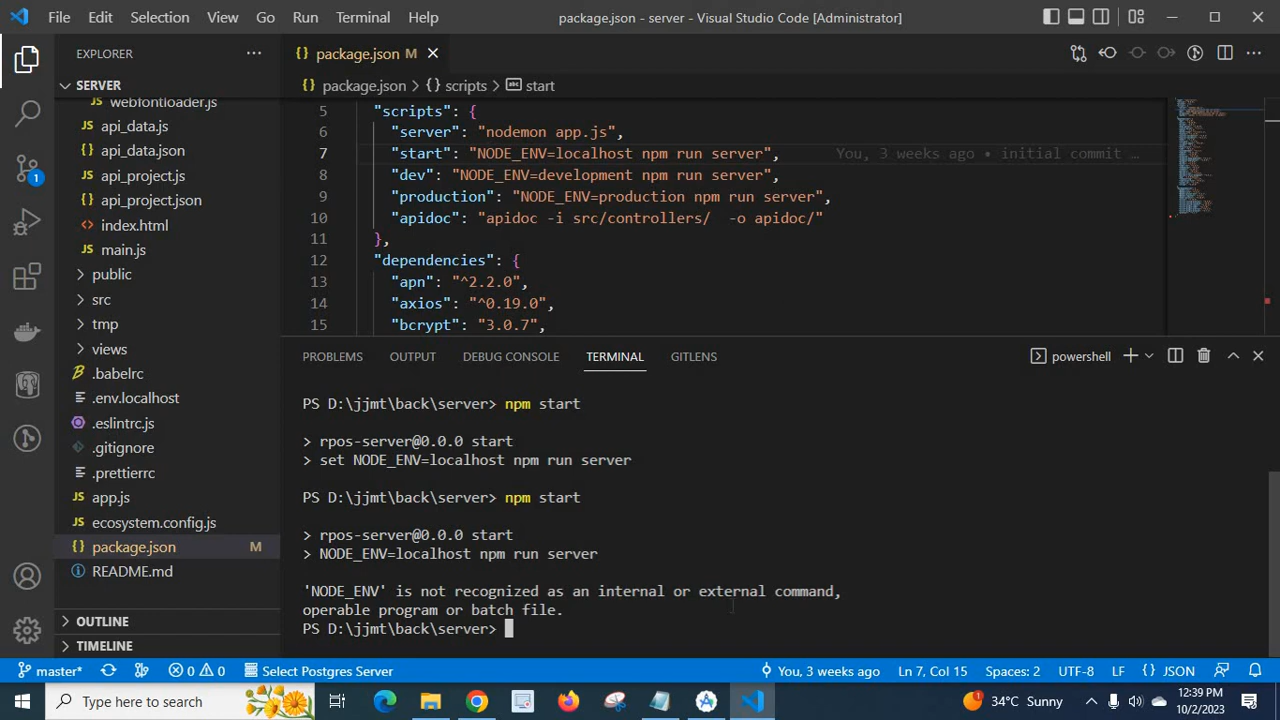 File Edit Selection View Go Run Terminal Help package.json - server - Visual Studio Code [Administrator]
EXPLORER
SERVER
webfontloader.js
api_data.js
api_data.json
api_project.js
api_project.json
index.html
main.js
public
src
tmp
views
.babelrc
.env.localhost
.eslintrc.js
.gitignore
.prettierrc
app.js
ecosystem.config.js
package.json M
README.md
OUTLINE
TIMELINE
package.json M
package.json > {} scripts > abc start
5 "scripts": {
6 "server": "nodemon app.js",
7 "start": "NODE_ENV=localhost npm run server", You, 3 weeks ago • initial commit …
8 "dev": "NODE_ENV=development npm run server",
9 "production": "NODE_ENV=production npm run server",
10 "apidoc": "apidoc -i src/controllers/ -o apidoc/"
11 },
12 "dependencies": {
13 "apn": "^2.2.0",
14 "axios": "^0.19.0",
15 "bcrypt": "3.0.7",
PROBLEMS OUTPUT DEBUG CONSOLE TERMINAL GITLENS powershell
PS D:\jjmt\back\server> npm start
> rpos-server@0.0.0 start
> set NODE_ENV=localhost npm run server
PS D:\jjmt\back\server> npm start
> rpos-server@0.0.0 start
> NODE_ENV=localhost npm run server
'NODE_ENV' is not recognized as an internal or external command,
operable program or batch file.
PS D:\jjmt\back\server>
1
master* 0 0 Select Postgres Server You, 3 weeks ago Ln 7, Col 15 Spaces: 2 UTF-8 LF {} JSON
Type here to search 34°C Sunny 12:39 PM
10/2/2023